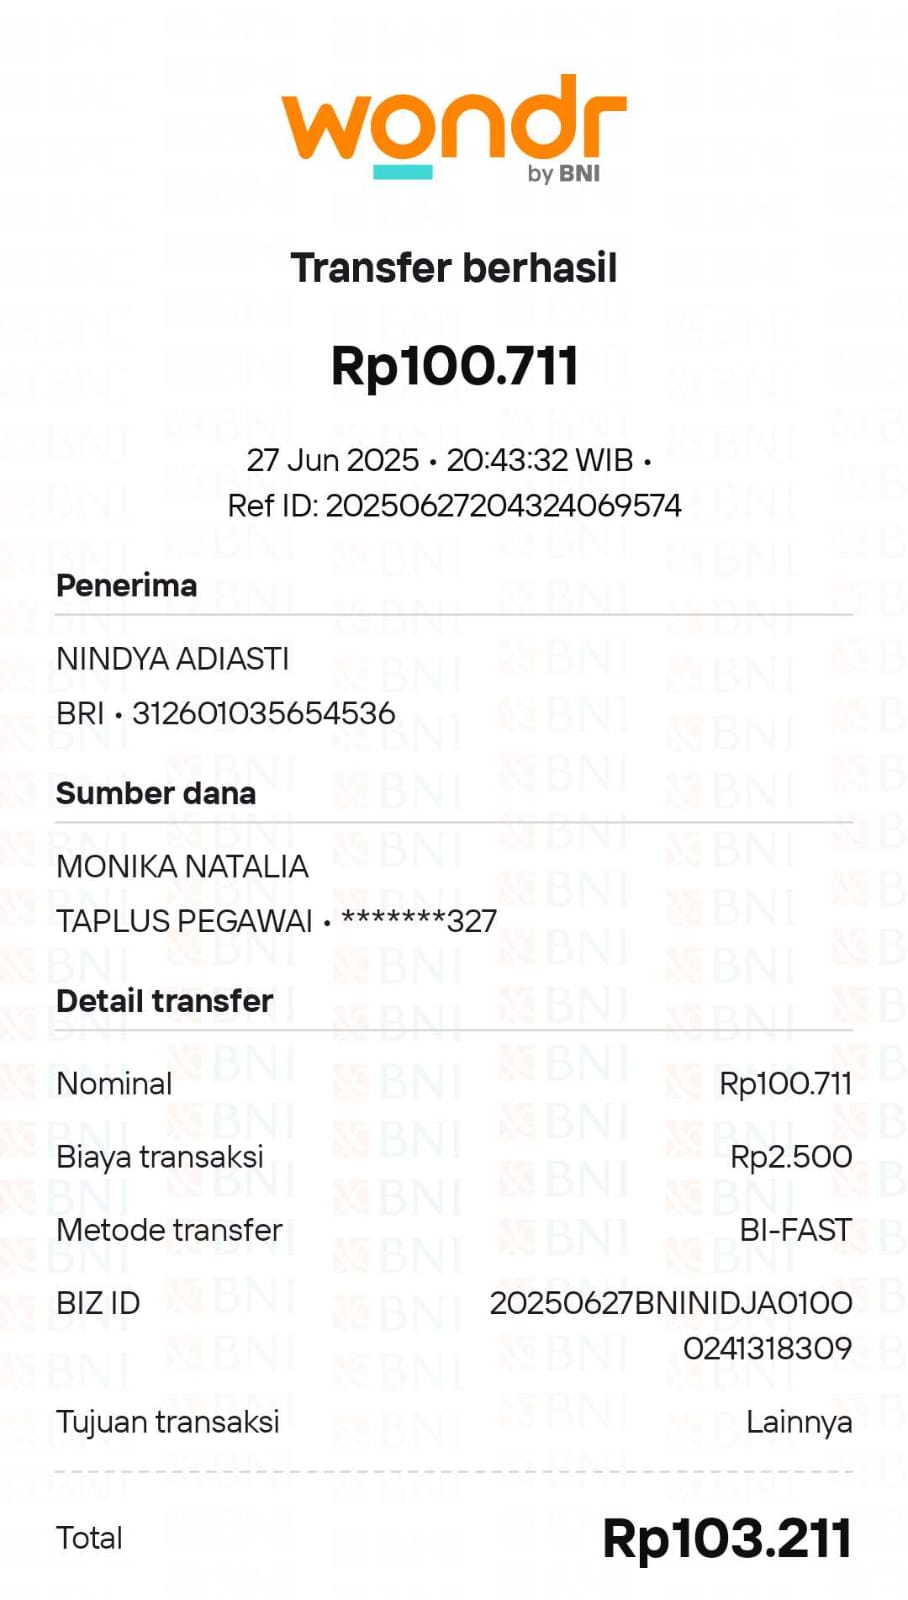 wondr
by BNI
Transfer berhasil
Rp100.711
27 Jun 2025 • 20:43:32 WIB •
Ref ID: 20250627204324069574
Penerima
NINDYA ADIASTI
BRI • 312601035654536
Sumber dana
MONIKA NATALIA
TAPLUS PEGAWAI • *******327
Detail transfer
Nominal Rp100.711
Biaya transaksi Rp2.500
Metode transfer BI-FAST
BIZ ID 20250627BNINIDJA0100
0241318309
Tujuan transaksi Lainnya
Total Rp103.211